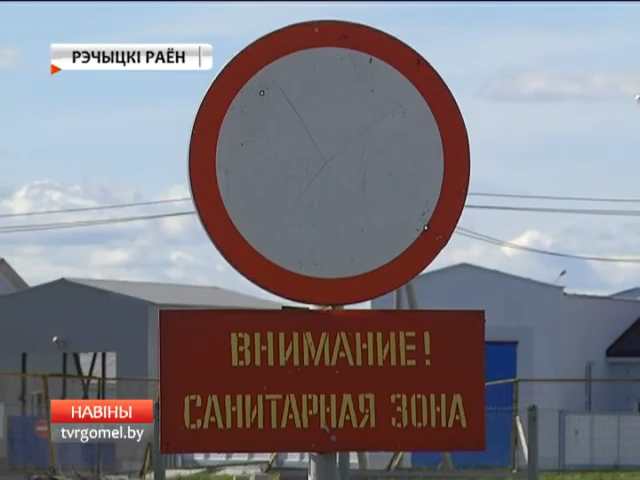 РЭЧЫЦКІ РАЁН
ВНИМАНИЕ!
САНИТАРНАЯ ЗОНА
НАВІНЫ
tvrgomel.by